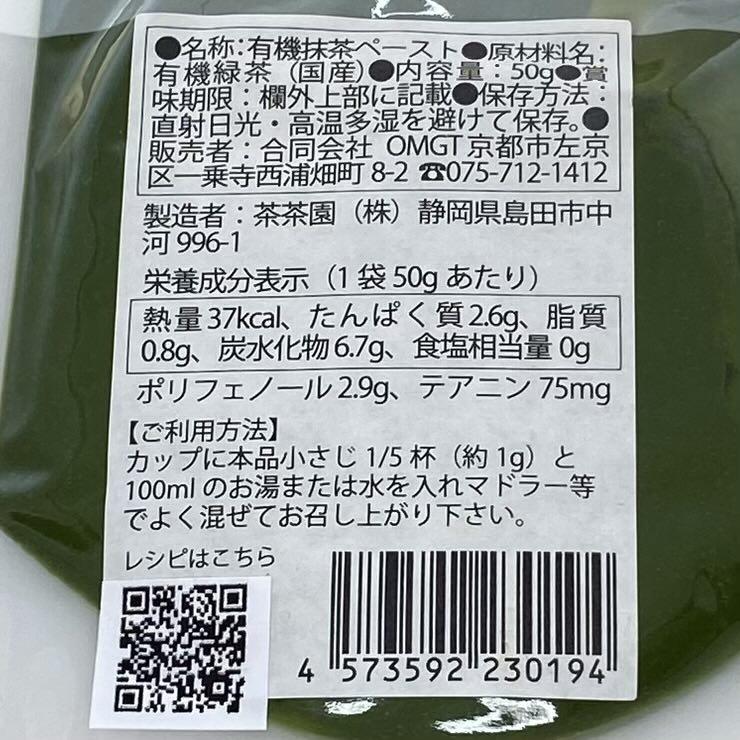 ●名称：有機抹茶ペースト●原材料名：
有機緑茶（国産）●内容量：50g●賞
味期限：欄外上部に記載●保存方法：
直射日光・高温多湿を避けて保存。●
販売者：合同会社 OMGT 京都市左京
区一乗寺西浦畑町 8-2 ☎075-712-1412
製造者：茶茶園（株）静岡県島田市中
河 996-1
栄養成分表示（1 袋 50g あたり）
熱量 37kcal、たんぱく質 2.6g、脂質
0.8g、炭水化物 6.7g、食塩相当量 0g
ポリフェノール 2.9g、テアニン 75mg
【ご利用方法】
カップに本品小さじ 1/5 杯（約 1g）と
100ml のお湯または水を入れマドラー等
でよく混ぜてお召し上がり下さい。
レシピはこちら
4 573592 230194